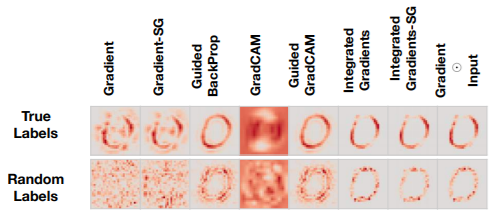 Gradient
Gradient-SG
Guided
BackProp
GradCAM
Guided
GradCAM
Integrated
Gradients
Integrated
Gradients-SG
Gradient
⊙
Input
True
Labels
Random
Labels